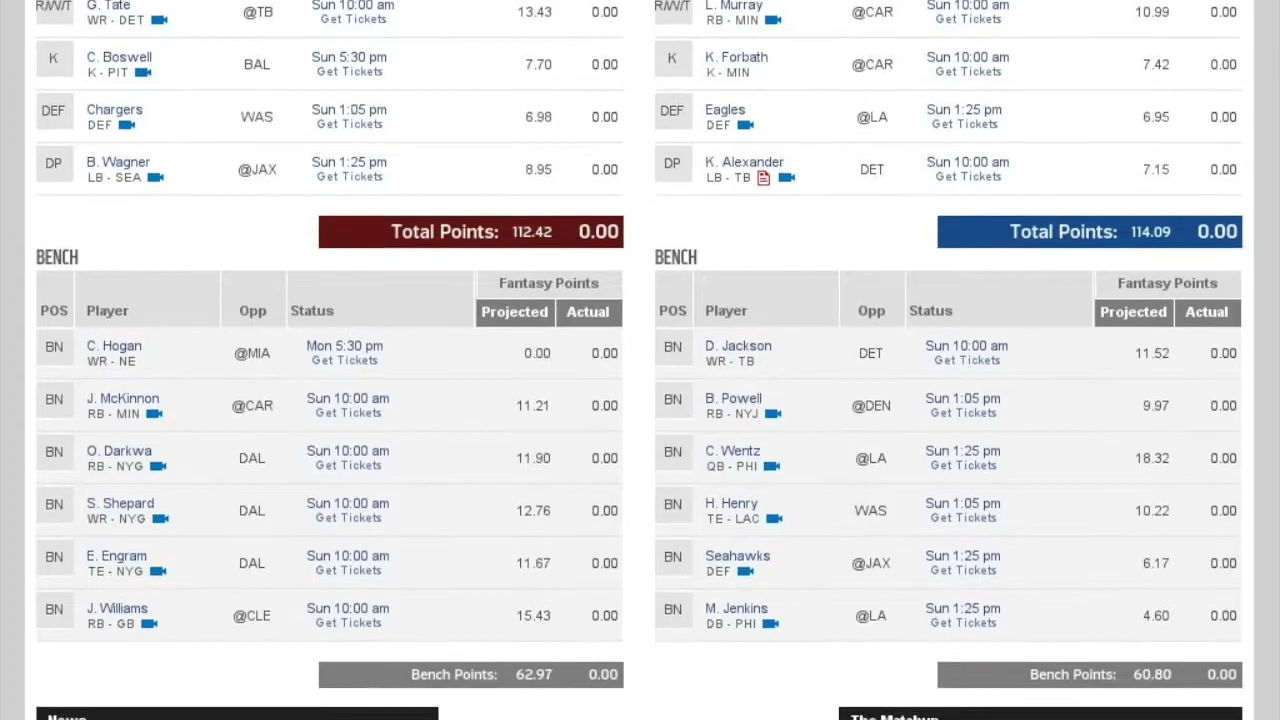 R/W/T G. Tate @TB Sun 10:00 am 13.43 0.00
WR - DET Get Tickets
K C. Boswell BAL Sun 5:30 pm 7.70 0.00
K - PIT Get Tickets
DEF Chargers WAS Sun 1:05 pm 6.98 0.00
DEF Get Tickets
DP B. Wagner @JAX Sun 1:25 pm 8.95 0.00
LB - SEA Get Tickets
Total Points: 112.42 0.00
BENCH
Fantasy Points
POS Player Opp Status Projected Actual
BN C. Hogan @MIA Mon 5:30 pm 0.00 0.00
WR - NE Get Tickets
BN J. McKinnon @CAR Sun 10:00 am 11.21 0.00
RB - MIN Get Tickets
BN O. Darkwa DAL Sun 10:00 am 11.90 0.00
RB - NYG Get Tickets
BN S. Shepard DAL Sun 10:00 am 12.76 0.00
WR - NYG Get Tickets
BN E. Engram DAL Sun 10:00 am 11.67 0.00
TE - NYG Get Tickets
BN J. Williams @CLE Sun 10:00 am 15.43 0.00
RB - GB Get Tickets
Bench Points: 62.97 0.00
News
R/W/T L. Murray @CAR Sun 10:00 am 10.99 0.00
RB - MIN Get Tickets
K K. Forbath @CAR Sun 10:00 am 7.42 0.00
K - MIN Get Tickets
DEF Eagles @LA Sun 1:25 pm 6.95 0.00
DEF Get Tickets
DP K. Alexander DET Sun 10:00 am 7.15 0.00
LB - TB Get Tickets
Total Points: 114.09 0.00
BENCH
Fantasy Points
POS Player Opp Status Projected Actual
BN D. Jackson DET Sun 10:00 am 11.52 0.00
WR - TB Get Tickets
BN B. Powell @DEN Sun 1:05 pm 9.97 0.00
RB - NYJ Get Tickets
BN C. Wentz @LA Sun 1:25 pm 18.32 0.00
QB - PHI Get Tickets
BN H. Henry WAS Sun 1:05 pm 10.22 0.00
TE - LAC Get Tickets
BN Seahawks @JAX Sun 1:25 pm 6.17 0.00
DEF Get Tickets
BN M. Jenkins @LA Sun 1:25 pm 4.60 0.00
DB - PHI Get Tickets
Bench Points: 60.80 0.00
The Matchup